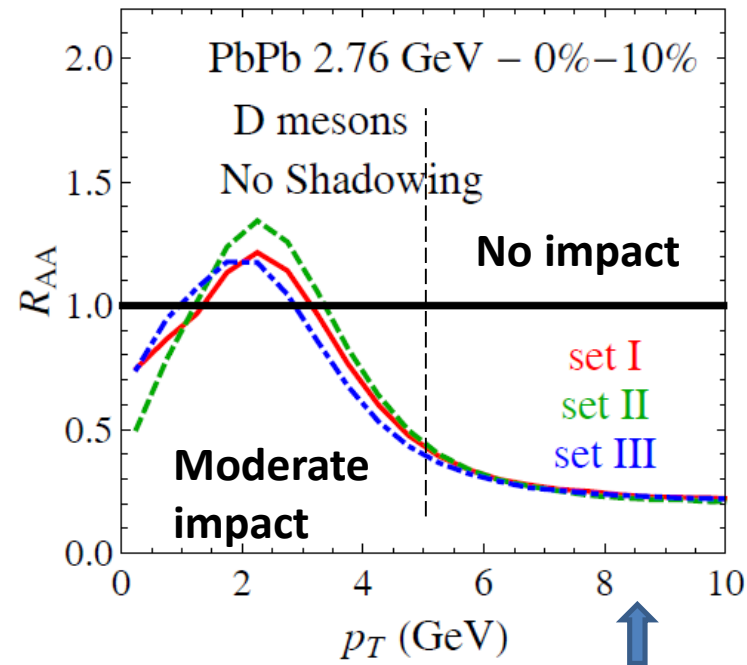 PbPb 2.76 GeV – 0%–10%
D mesons
No Shadowing
No impact
set I
set II
set III
Moderate
impact
R_AA
2.0
1.5
1.0
0.5
0.0
0 2 4 6 8 10
p_T (GeV)